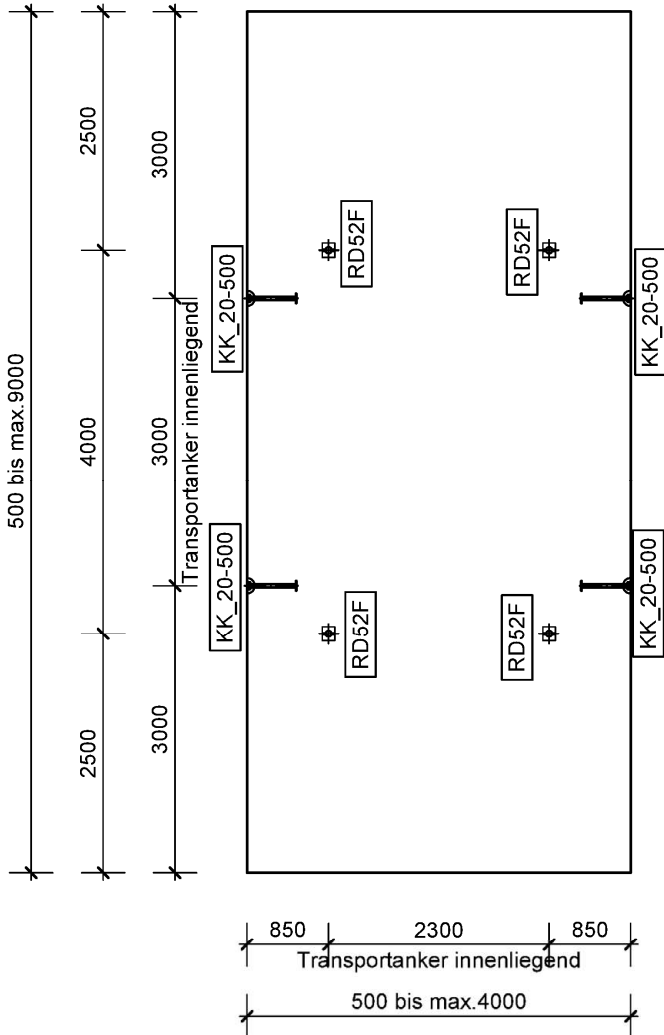 500 bis max.9000
2500
4000
2500
3000
3000
3000
Transportanker innenliegend
KK_20-500
RD52F
RD52F
KK_20-500
KK_20-500
RD52F
RD52F
KK_20-500
850
2300
850
Transportanker innenliegend
500 bis max.4000